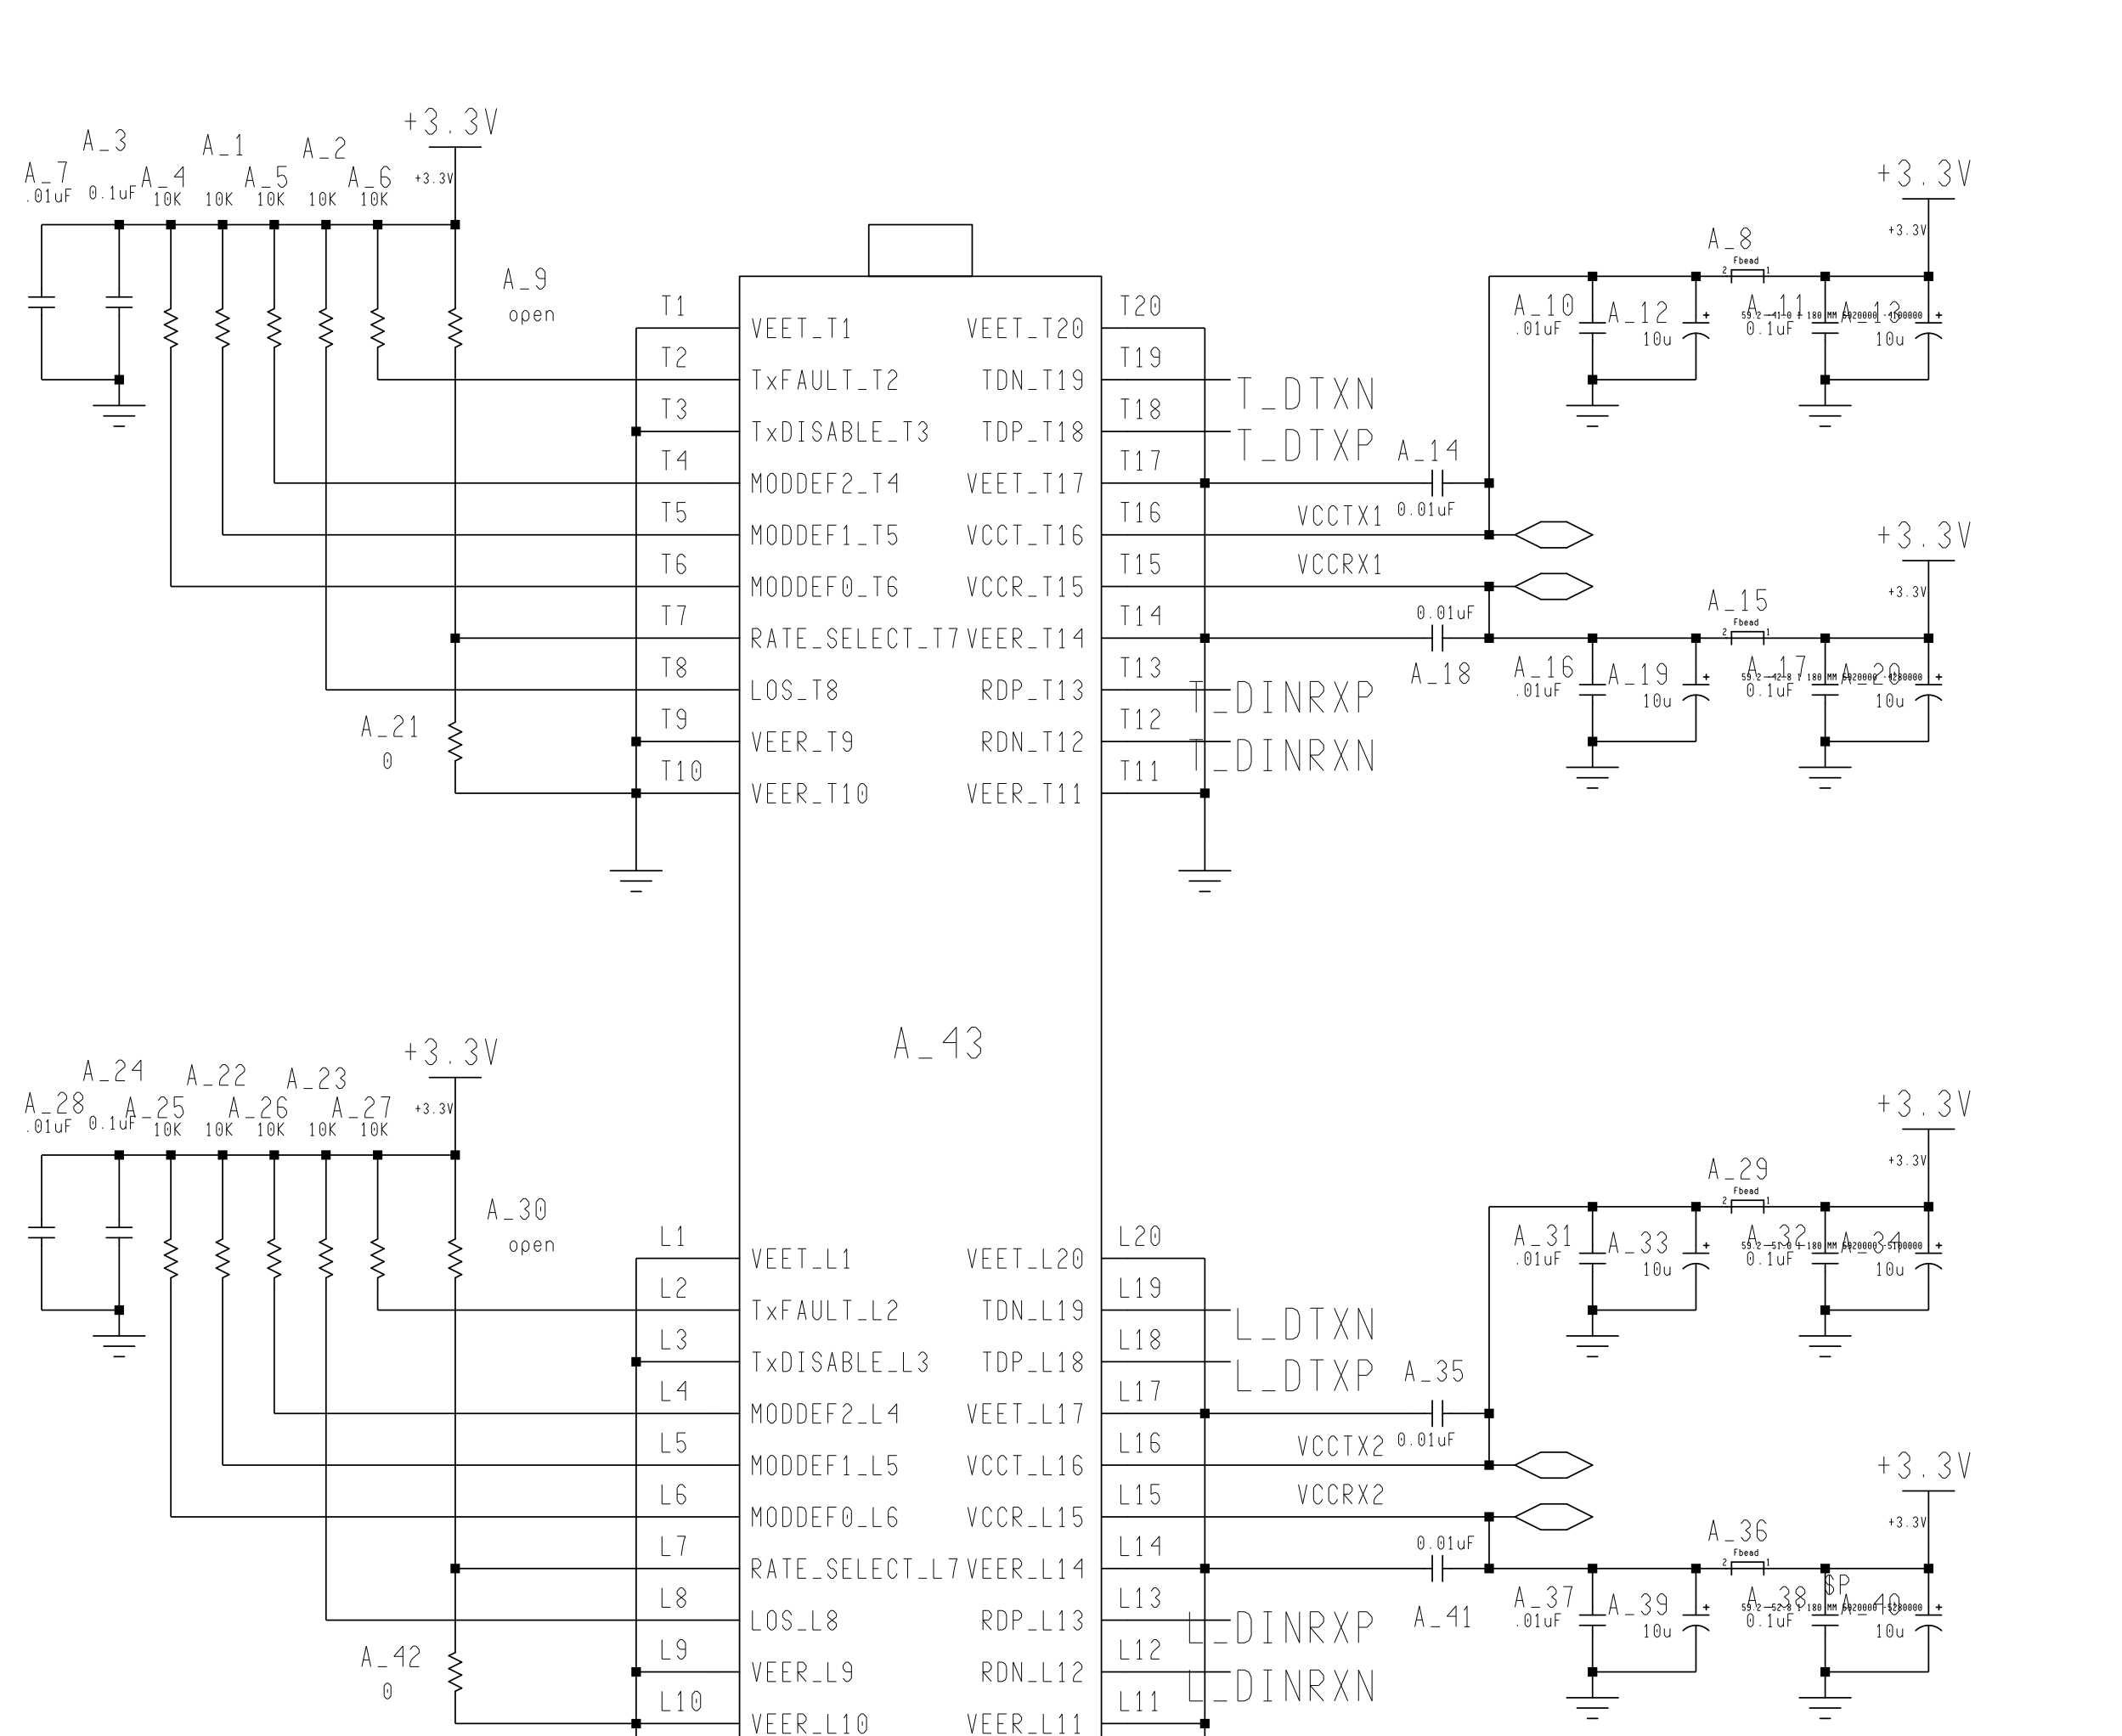 +3.3V
A_3
A_1
A_2
A_7
A_4
A_5
A_6
+3.3V
.01uF
0.1uF
10K
10K
10K
10K
10K
A_9
open
+3.3V
+3.3V
A_8
Fbead
2
1
A_10
.01uF
A_12
10u
+
A_11
0.1uF
A_13
10u
+
T1
VEET_T1
VEET_T20
T20
T2
TxFAULT_T2
TDN_T19
T19
T_DTXN
T3
TxDISABLE_T3
TDP_T18
T18
T_DTXP
A_14
T4
MODDEF2_T4
VEET_T17
T17
0.01uF
T5
MODDEF1_T5
VCCT_T16
T16
VCCTX1
T6
MODDEF0_T6
VCCR_T15
T15
VCCRX1
T7
RATE_SELECT_T7
VEER_T14
T14
0.01uF
A_18
T8
LOS_T8
RDP_T13
T13
T_DINRXP
T9
VEER_T9
RDN_T12
T12
T_DINRXN
T10
VEER_T10
VEER_T11
T11
A_21
0
+3.3V
+3.3V
A_15
Fbead
2
1
A_16
.01uF
A_19
10u
+
A_17
0.1uF
A_20
10u
+
A_43
+3.3V
A_24
A_22
A_23
A_28
A_25
A_26
A_27
+3.3V
.01uF
0.1uF
10K
10K
10K
10K
10K
A_30
open
+3.3V
+3.3V
A_29
Fbead
2
1
A_31
.01uF
A_33
10u
+
A_32
0.1uF
A_34
10u
+
L1
VEET_L1
VEET_L20
L20
L2
TxFAULT_L2
TDN_L19
L19
L_DTXN
L3
TxDISABLE_L3
TDP_L18
L18
L_DTXP
A_35
L4
MODDEF2_L4
VEET_L17
L17
0.01uF
L5
MODDEF1_L5
VCCT_L16
L16
VCCTX2
L6
MODDEF0_L6
VCCR_L15
L15
VCCRX2
L7
RATE_SELECT_L7
VEER_L14
L14
0.01uF
A_41
L8
LOS_L8
RDP_L13
L13
L_DINRXP
L9
VEER_L9
RDN_L12
L12
L_DINRXN
L10
VEER_L10
VEER_L11
L11
A_42
0
+3.3V
+3.3V
A_36
Fbead
2
1
$P
A_37
.01uF
A_39
10u
+
A_38
0.1uF
A_40
10u
+